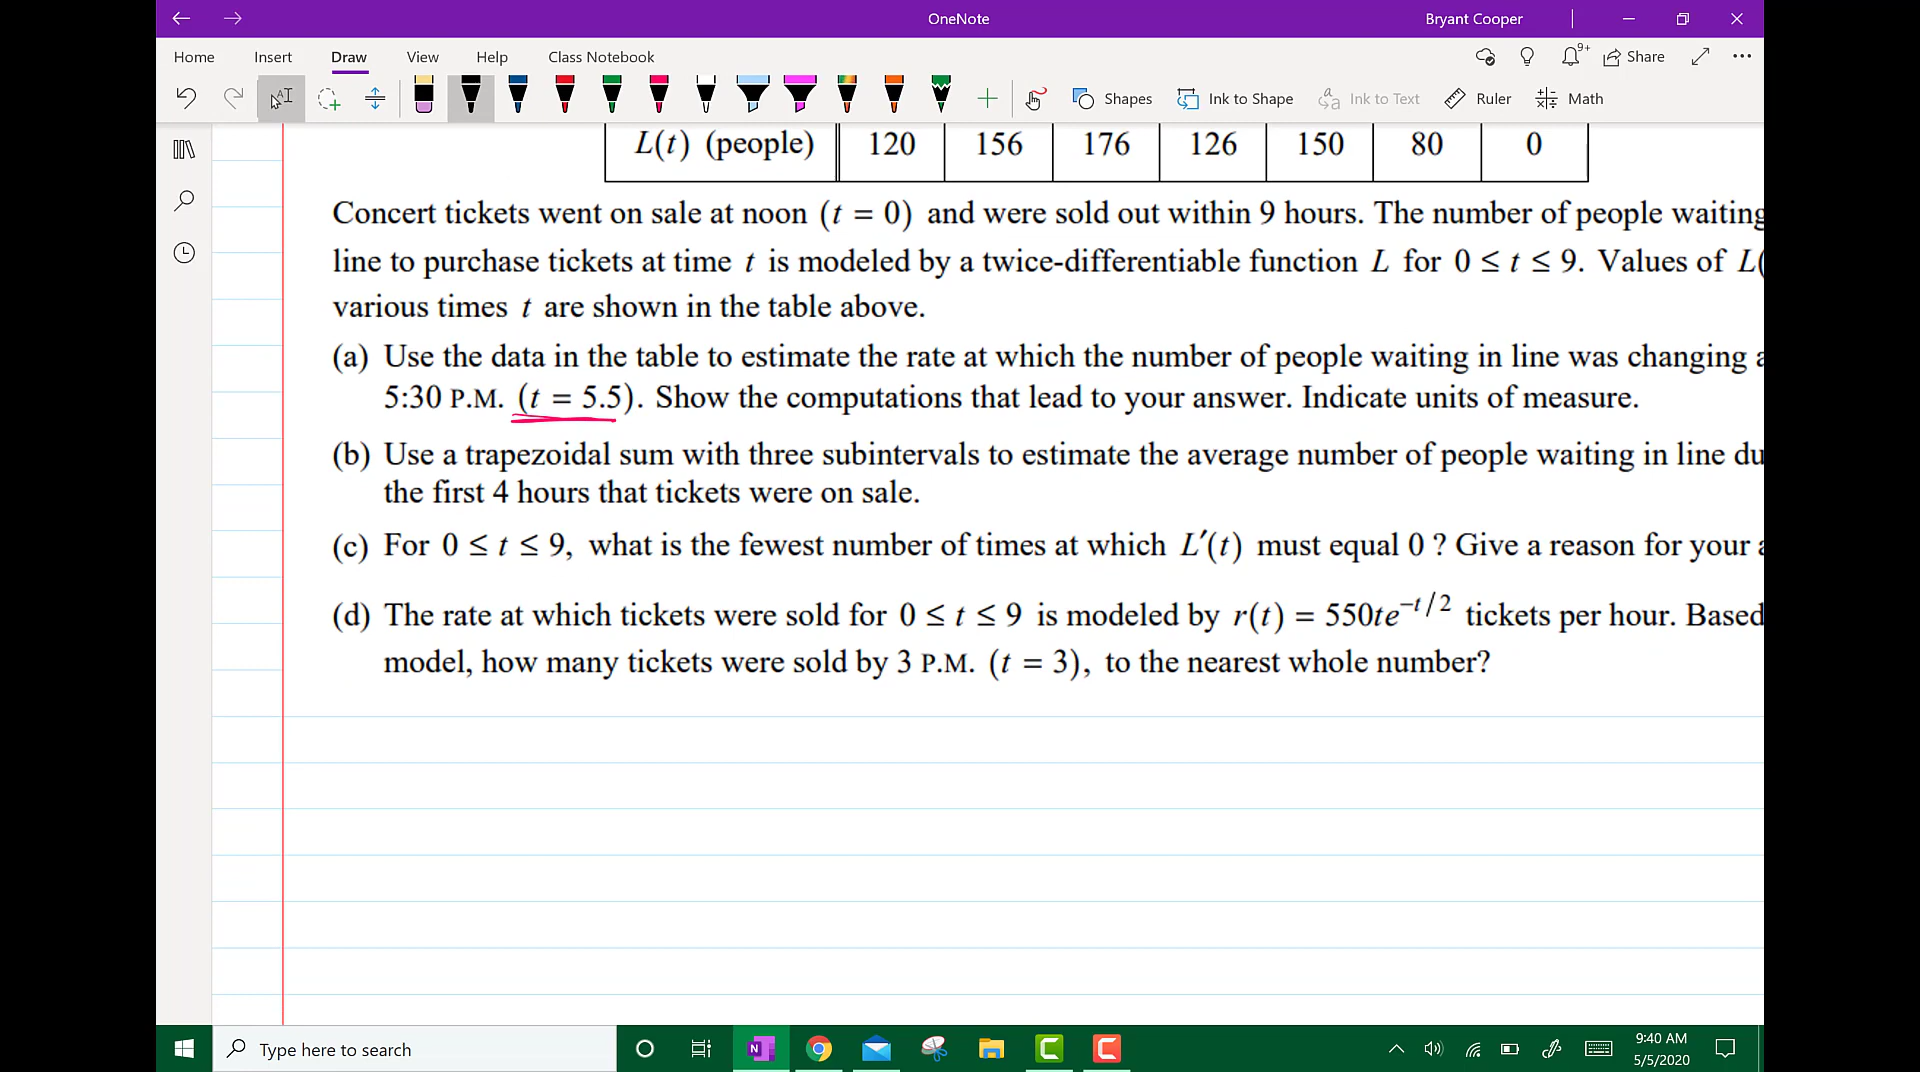 OneNote
Bryant Cooper
Home Insert Draw View Help Class Notebook
9+ Share
Shapes Ink to Shape Ink to Text Ruler Math
L(t) (people) 120 156 176 126 150 80 0
Concert tickets went on sale at noon (t = 0) and were sold out within 9 hours. The number of people waiting
line to purchase tickets at time t is modeled by a twice-differentiable function L for 0 ≤ t ≤ 9. Values of L(
various times t are shown in the table above.
(a) Use the data in the table to estimate the rate at which the number of people waiting in line was changing a
5:30 P.M. (t = 5.5). Show the computations that lead to your answer. Indicate units of measure.
(b) Use a trapezoidal sum with three subintervals to estimate the average number of people waiting in line du
the first 4 hours that tickets were on sale.
(c) For 0 ≤ t ≤ 9, what is the fewest number of times at which L′(t) must equal 0 ? Give a reason for your a
(d) The rate at which tickets were sold for 0 ≤ t ≤ 9 is modeled by r(t) = 550te^{−t/2} tickets per hour. Based
model, how many tickets were sold by 3 P.M. (t = 3), to the nearest whole number?
Type here to search
9:40 AM
5/5/2020